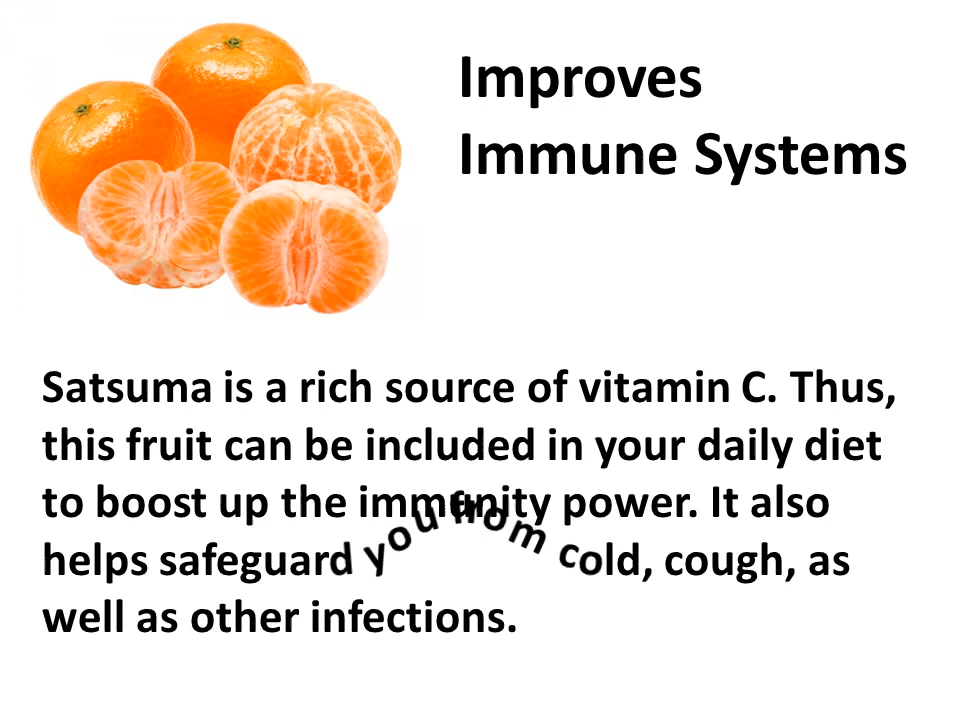 Improves
Immune Systems
Satsuma is a rich source of vitamin C. Thus,
this fruit can be included in your daily diet
to boost up the immunity power. It also
helps safeguard you from cold, cough, as
well as other infections.